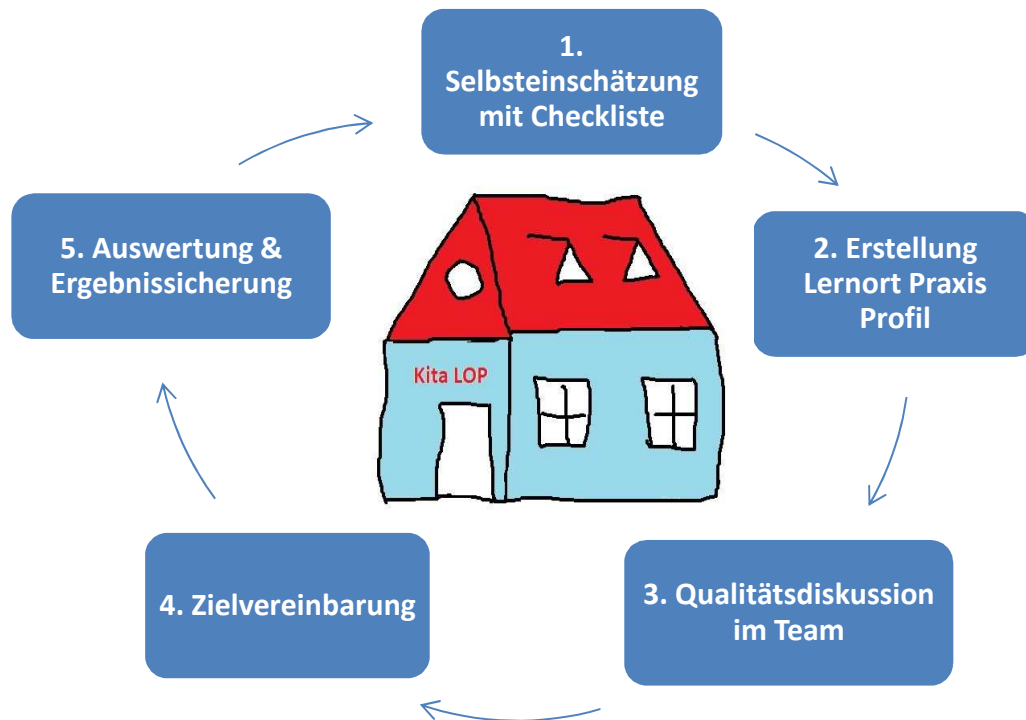 1.
Selbsteinschätzung
mit Checkliste
2. Erstellung
Lernort Praxis
Profil
3. Qualitätsdiskussion
im Team
4. Zielvereinbarung
5. Auswertung &
Ergebnissicherung
Kita LOP